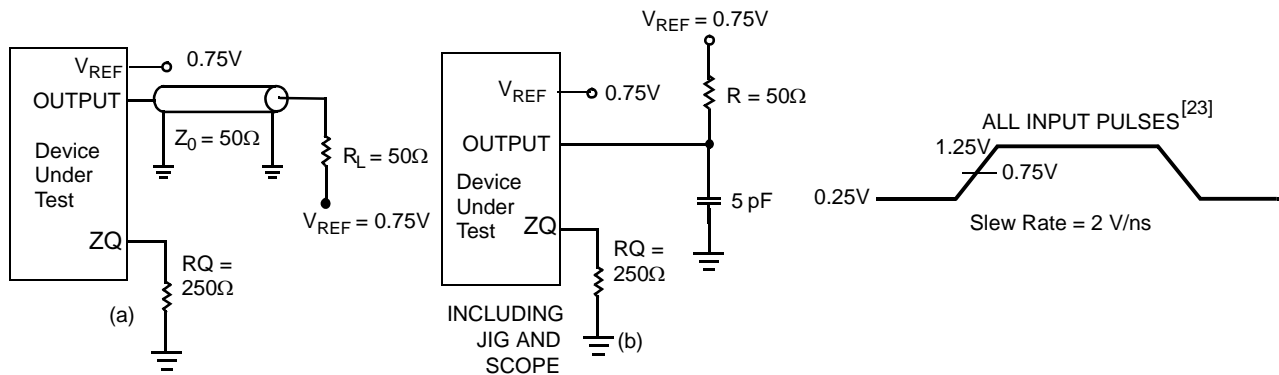 V_REF
0.75V
OUTPUT
Z0 = 50Ω
Device
Under
Test
RL = 50Ω
VREF = 0.75V
ZQ
RQ =
250Ω
(a)
VREF = 0.75V
R = 50Ω
VREF
0.75V
OUTPUT
Device
Under
Test
5 pF
ZQ
RQ =
250Ω
INCLUDING
JIG AND
SCOPE
(b)
ALL INPUT PULSES[23]
1.25V
0.75V
0.25V
Slew Rate = 2 V/ns